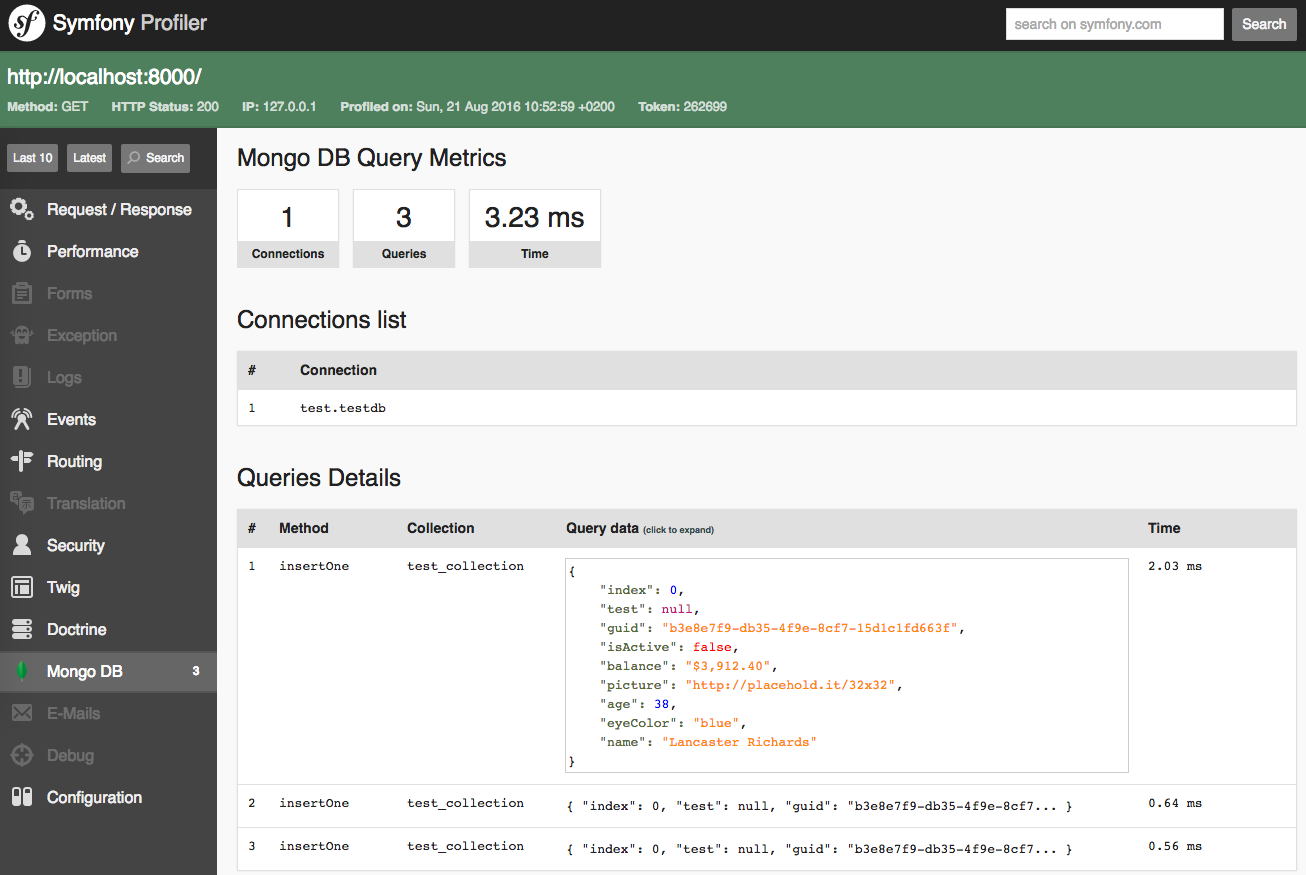 sf Symfony Profiler
search on symfony.com Search
http://localhost:8000/
Method: GET HTTP Status: 200 IP: 127.0.0.1 Profiled on: Sun, 21 Aug 2016 10:52:59 +0200 Token: 262699
Last 10 Latest Search
Request / Response
Performance
Forms
Exception
Logs
Events
Routing
Translation
Security
Twig
Doctrine
Mongo DB 3
E-Mails
Debug
Configuration
Mongo DB Query Metrics
1 3 3.23 ms
Connections Queries Time
Connections list
# Connection
1 test.testdb
Queries Details
# Method Collection Query data (click to expand) Time
1 insertOne test_collection { 2.03 ms
"index": 0,
"test": null,
"guid": "b3e8e7f9-db35-4f9e-8cf7-15d1c1fd663f",
"isActive": false,
"balance": "$3,912.40",
"picture": "http://placehold.it/32x32",
"age": 38,
"eyeColor": "blue",
"name": "Lancaster Richards"
}
2 insertOne test_collection { "index": 0, "test": null, "guid": "b3e8e7f9-db35-4f9e-8cf7... } 0.64 ms
3 insertOne test_collection { "index": 0, "test": null, "guid": "b3e8e7f9-db35-4f9e-8cf7... } 0.56 ms